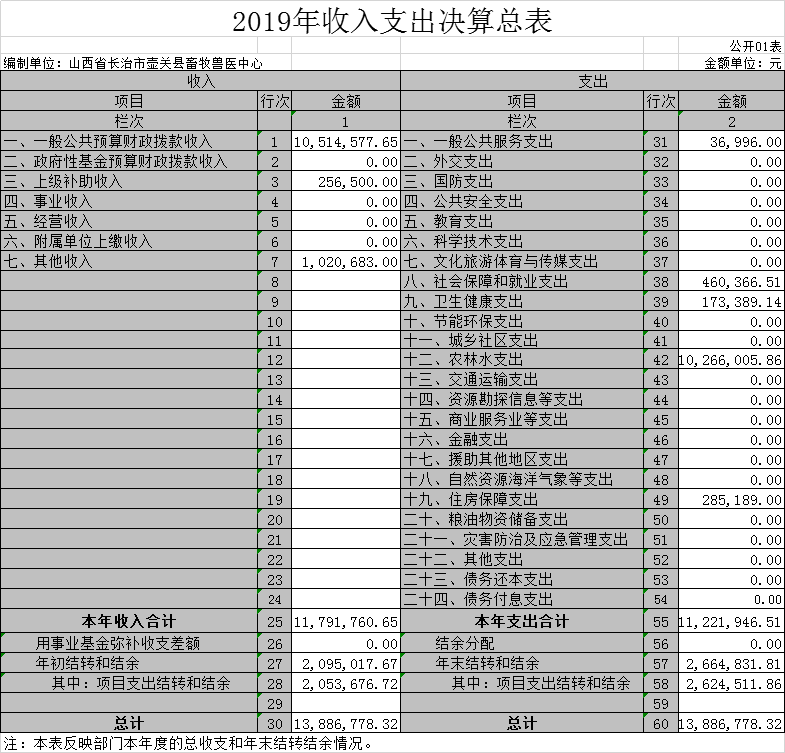 2019年收入支出决算总表
公开01表
编制单位：山西省长治市壶关县畜牧兽医中心 金额单位：元
收入 支出
项目 行次 金额 项目 行次 金额
栏次 1 栏次 2
一、一般公共预算财政拨款收入 1 10,514,577.65 一、一般公共服务支出 31 36,996.00
二、政府性基金预算财政拨款收入 2 0.00 二、外交支出 32 0.00
三、上级补助收入 3 256,500.00 三、国防支出 33 0.00
四、事业收入 4 0.00 四、公共安全支出 34 0.00
五、经营收入 5 0.00 五、教育支出 35 0.00
六、附属单位上缴收入 6 0.00 六、科学技术支出 36 0.00
七、其他收入 7 1,020,683.00 七、文化旅游体育与传媒支出 37 0.00
8 八、社会保障和就业支出 38 460,366.51
9 九、卫生健康支出 39 173,389.14
10 十、节能环保支出 40 0.00
11 十一、城乡社区支出 41 0.00
12 十二、农林水支出 42 10,266,005.86
13 十三、交通运输支出 43 0.00
14 十四、资源勘探信息等支出 44 0.00
15 十五、商业服务业等支出 45 0.00
16 十六、金融支出 46 0.00
17 十七、援助其他地区支出 47 0.00
18 十八、自然资源海洋气象等支出 48 0.00
19 十九、住房保障支出 49 285,189.00
20 二十、粮油物资储备支出 50 0.00
21 二十一、灾害防治及应急管理支出 51 0.00
22 二十二、其他支出 52 0.00
23 二十三、债务还本支出 53 0.00
24 二十四、债务付息支出 54 0.00
本年收入合计 25 11,791,760.65 本年支出合计 55 11,221,946.51
用事业基金弥补收支差额 26 0.00 结余分配 56 0.00
年初结转和结余 27 2,095,017.67 年末结转和结余 57 2,664,831.81
其中：项目支出结转和结余 28 2,053,676.72 其中：项目支出结转和结余 58 2,624,511.86
29 59
总计 30 13,886,778.32 总计 60 13,886,778.32
注：本表反映部门本年度的总收支和年末结转结余情况。